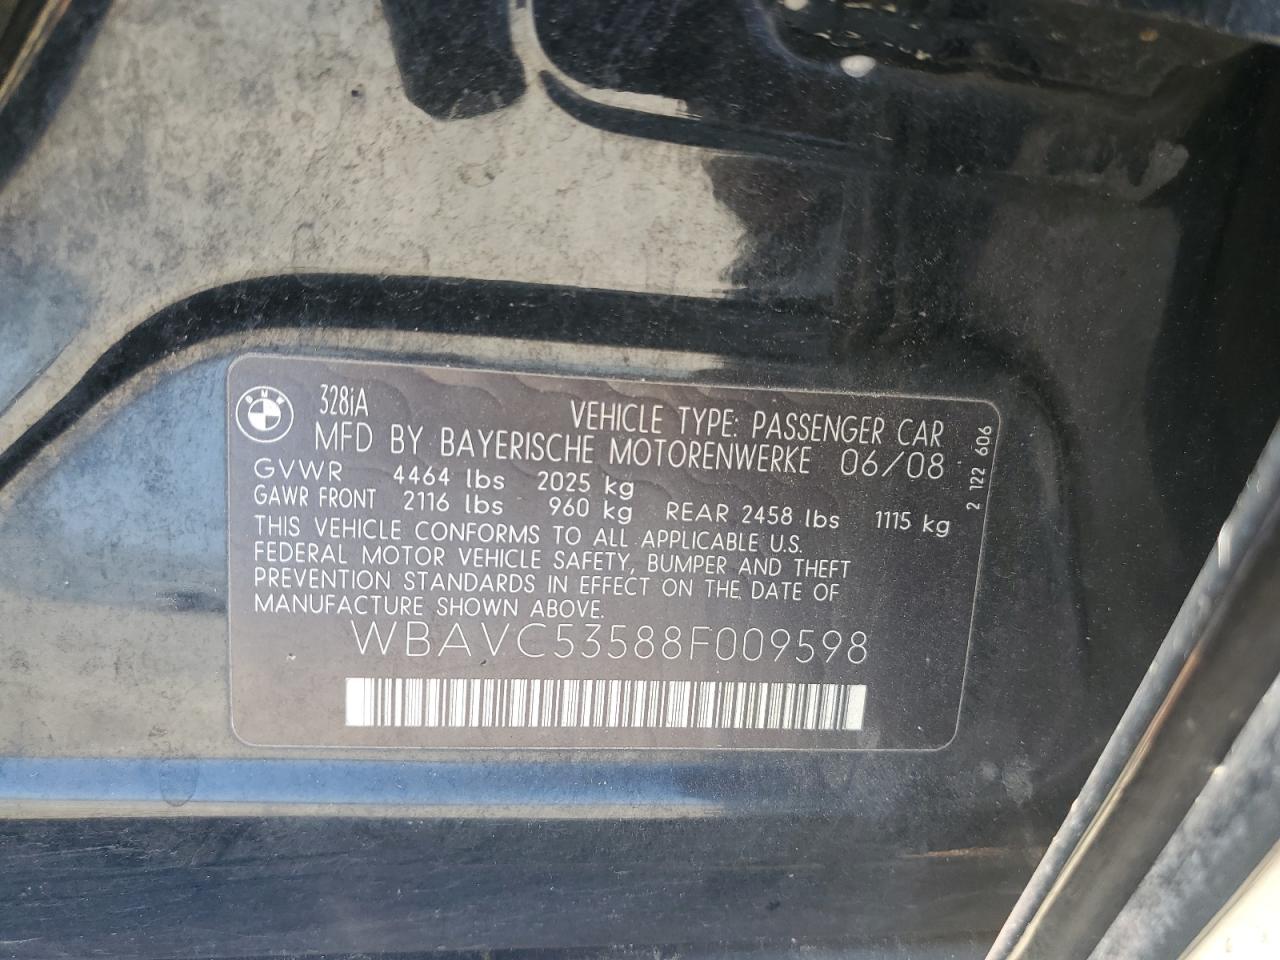 BMW
328iA
VEHICLE TYPE: PASSENGER CAR
MFD BY BAYERISCHE MOTORENWERKE 06/08
GVWR 4464 lbs 2025 kg
GAWR FRONT 2116 lbs 960 kg REAR 2458 lbs 1115 kg
THIS VEHICLE CONFORMS TO ALL APPLICABLE U.S.
FEDERAL MOTOR VEHICLE SAFETY, BUMPER AND THEFT
PREVENTION STANDARDS IN EFFECT ON THE DATE OF
MANUFACTURE SHOWN ABOVE.
WBAVC53588F009598
2 122 606